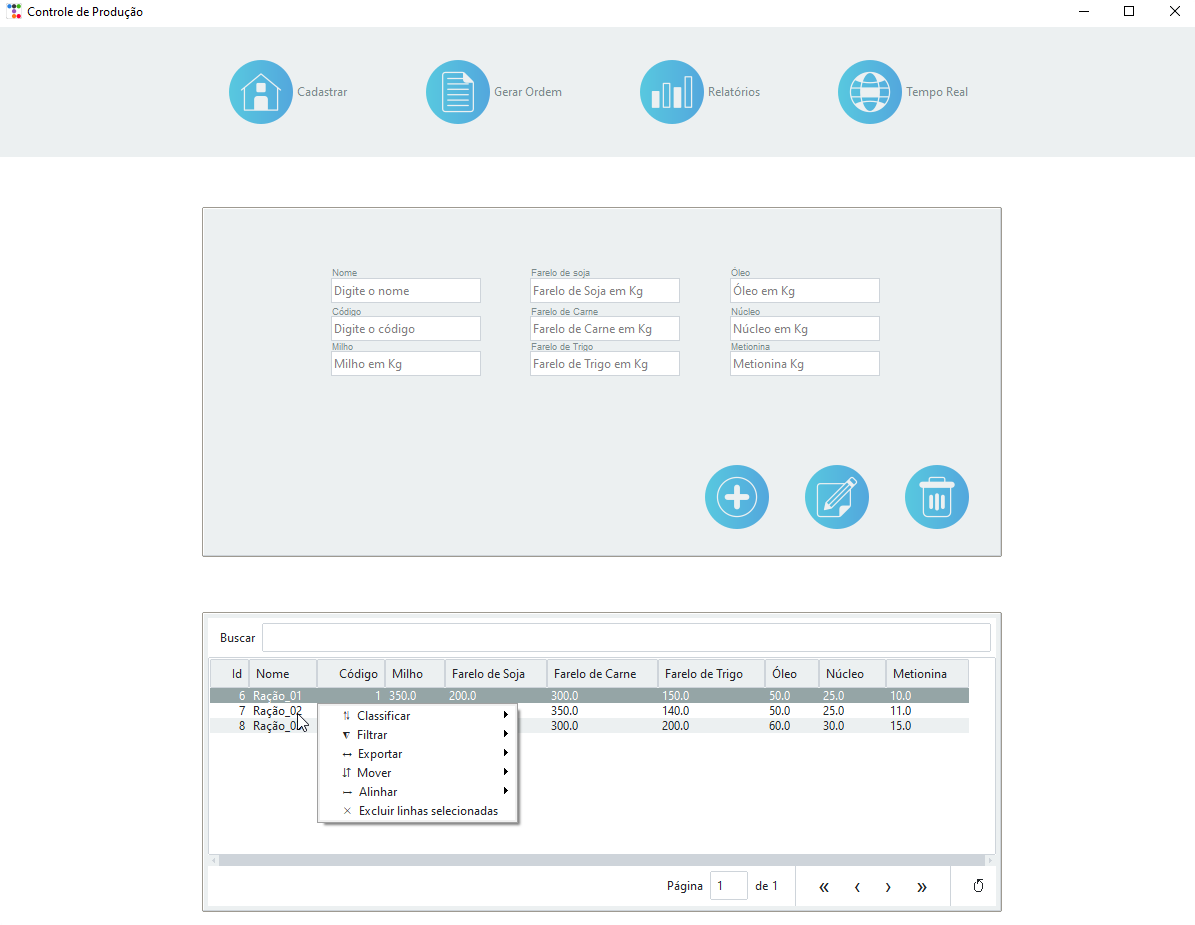 Controle de Produção
Cadastrar Gerar Ordem Relatórios Tempo Real
Nome Farelo de soja Óleo
Digite o nome Farelo de Soja em Kg Óleo em Kg
Código Farelo de Carne Núcleo
Digite o código Farelo de Carne em Kg Núcleo em Kg
Milho Farelo de Trigo Metionina
Milho em Kg Farelo de Trigo em Kg Metionina Kg
Buscar
Id Nome Código Milho Farelo de Soja Farelo de Carne Farelo de Trigo Óleo Núcleo Metionina
6 Ração_01 1 350.0 200.0 300.0 150.0 50.0 25.0 10.0
7 Ração_02 350.0 140.0 50.0 25.0 11.0
8 300.0 200.0 60.0 30.0 15.0
Classificar
Filtrar
Exportar
Mover
Alinhar
Excluir linhas selecionadas
Página 1 de 1 « ‹ › »